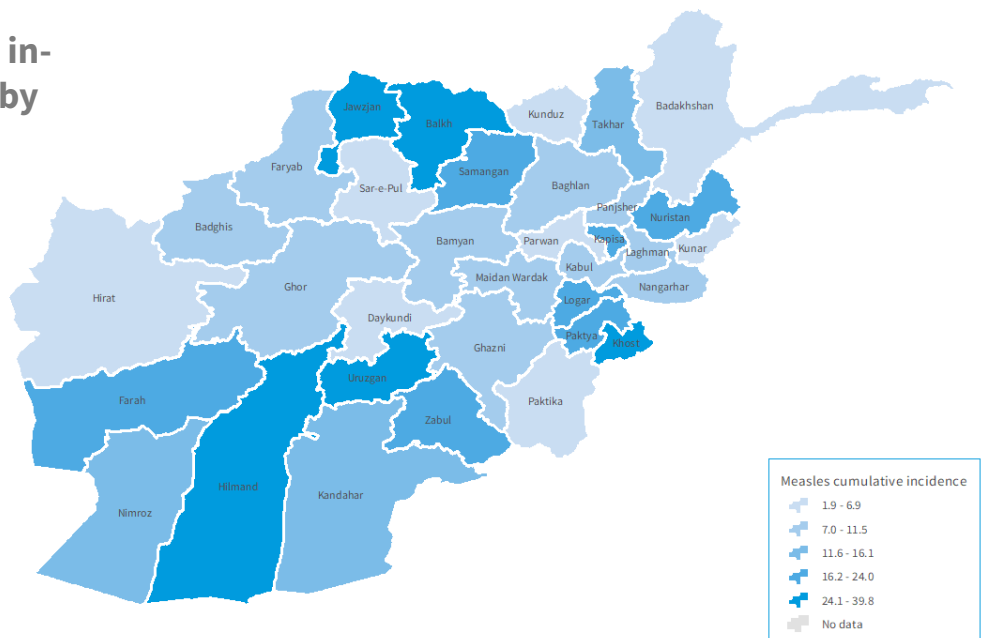 in-
by
Jawzjan
Balkh
Kunduz
Takhar
Badakhshan
Faryab
Sar-e-Pul
Samangan
Baghlan
Panjsher
Nuristan
Badghis
Bamyan
Parwan
Kapisa
Laghman
Kunar
Hirat
Ghor
Maidan Wardak
Kabul
Nangarhar
Logar
Daykundi
Ghazni
Paktya
Khost
Uruzgan
Farah
Zabul
Paktika
Hilmand
Kandahar
Nimroz
Measles cumulative incidence
1.9 - 6.9
7.0 - 11.5
11.6 - 16.1
16.2 - 24.0
24.1 - 39.8
No data